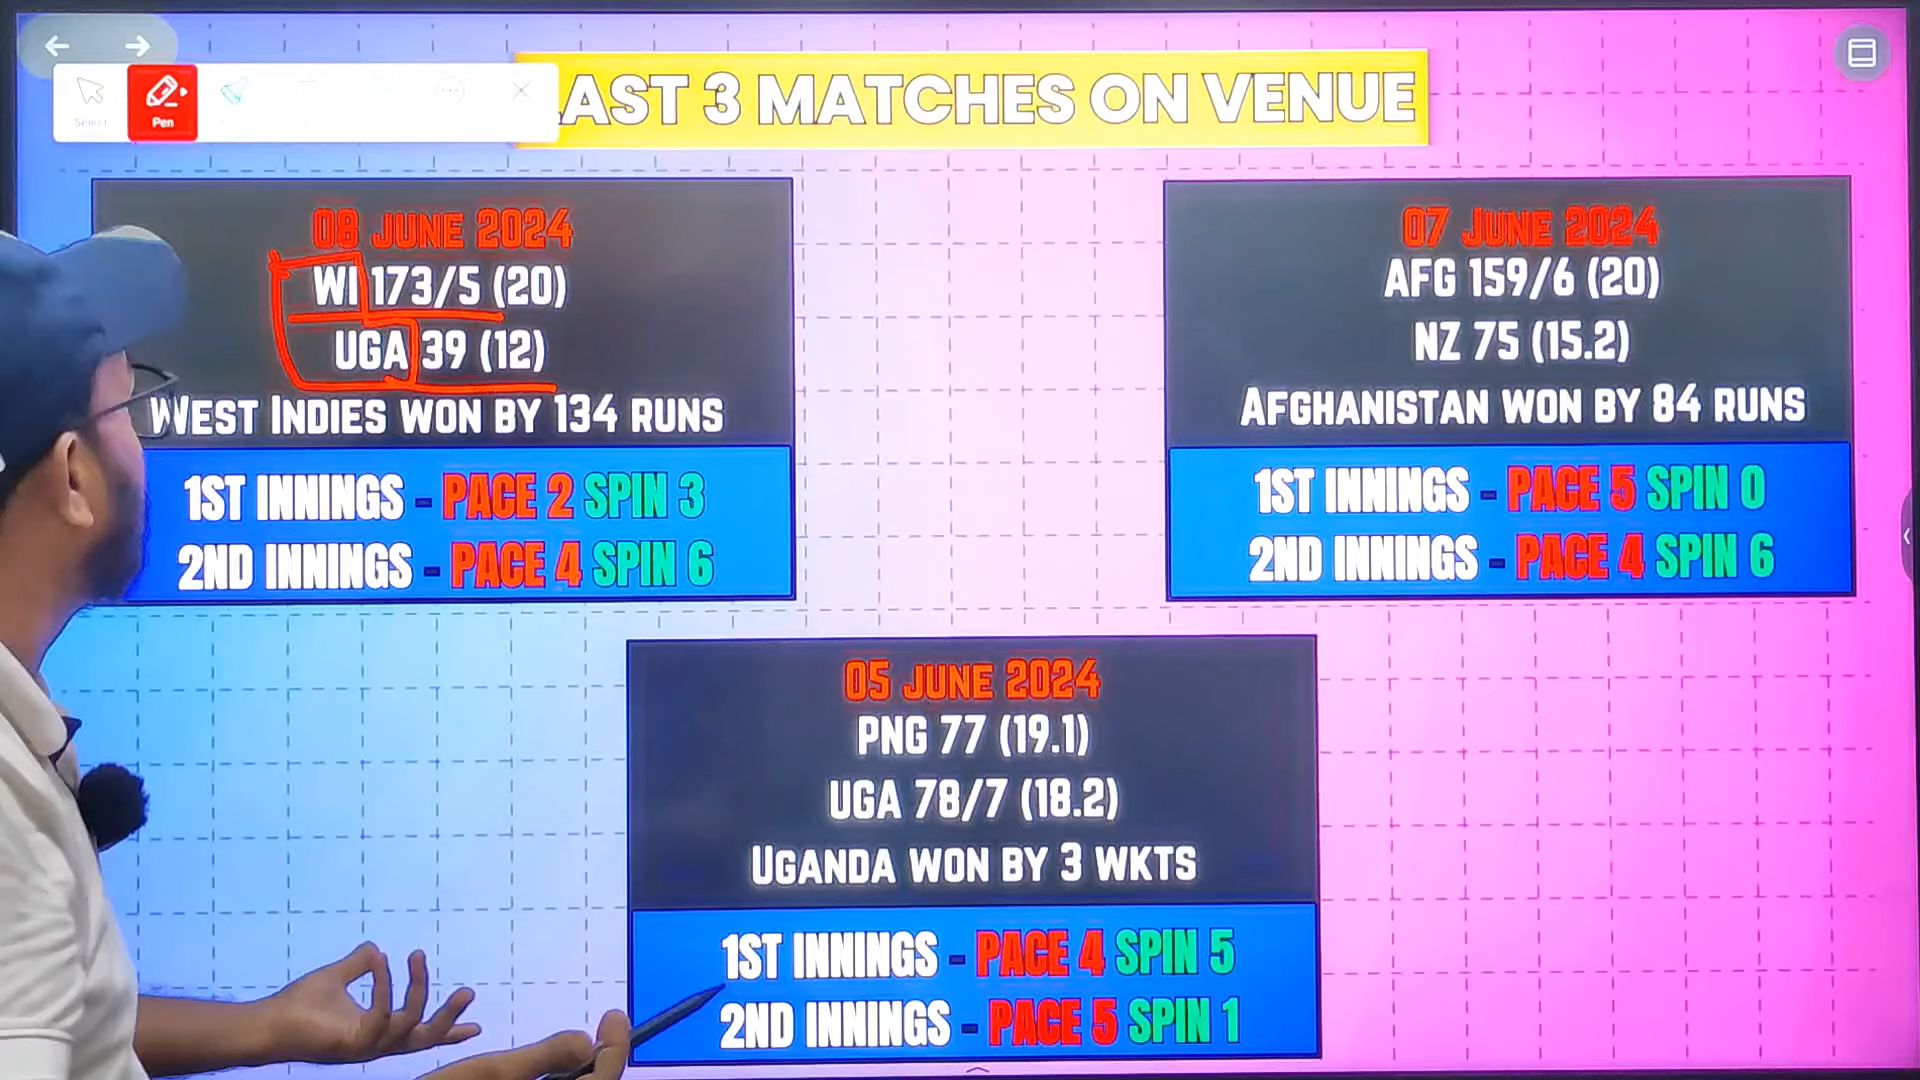 Select
Pen
AST 3 MATCHES ON VENUE
08 JUNE 2024
WI 173/5 (20)
UGA 39 (12)
WEST INDIES WON BY 134 RUNS
1ST INNINGS - PACE 2 SPIN 3
2ND INNINGS - PACE 4 SPIN 6
07 JUNE 2024
AFG 159/6 (20)
NZ 75 (15.2)
AFGHANISTAN WON BY 84 RUNS
1ST INNINGS - PACE 5 SPIN 0
2ND INNINGS - PACE 4 SPIN 6
05 JUNE 2024
PNG 77 (19.1)
UGA 78/7 (18.2)
UGANDA WON BY 3 WKTS
1ST INNINGS - PACE 4 SPIN 5
2ND INNINGS - PACE 5 SPIN 1